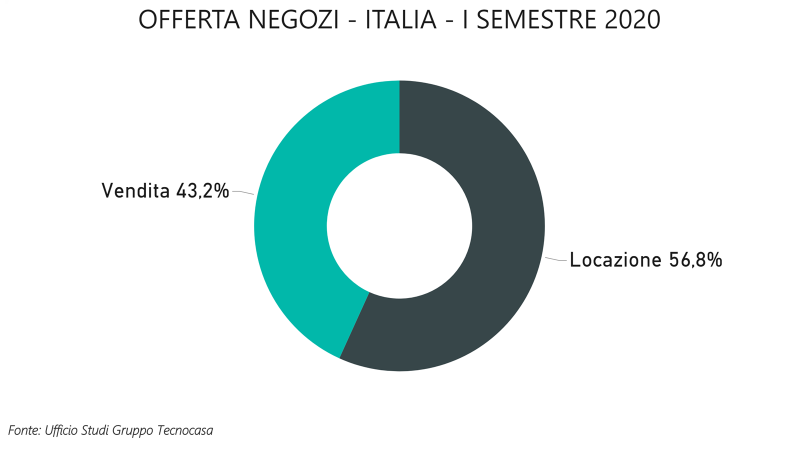 OFFERTA NEGOZI - ITALIA - I SEMESTRE 2020
Vendita 43,2%
Locazione 56,8%
Fonte: Ufficio Studi Gruppo Tecnocasa